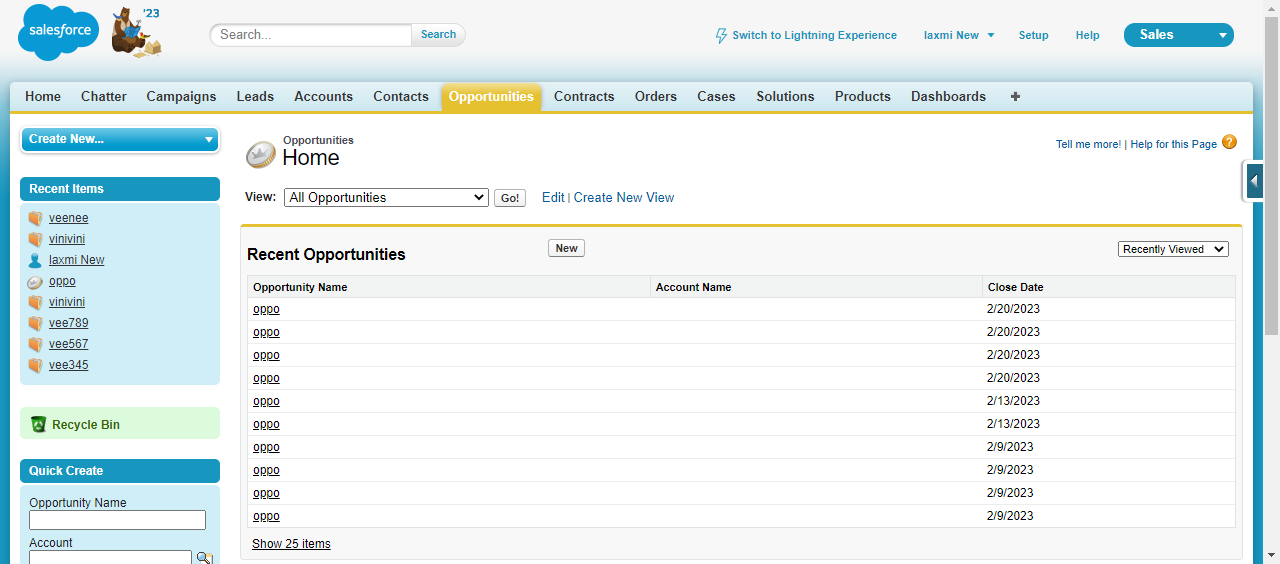 salesforce
'23
Search...
Search
Switch to Lightning Experience
laxmi New
Setup
Help
Sales
Home Chatter Campaigns Leads Accounts Contacts Opportunities Contracts Orders Cases Solutions Products Dashboards +
Create New...
Recent Items
veenee
vinivini
laxmi New
oppo
vinivini
vee789
vee567
vee345
Recycle Bin
Quick Create
Opportunity Name
Account
Opportunities
Home
Tell me more! | Help for this Page ?
View: All Opportunities Go! Edit | Create New View
Recent Opportunities New Recently Viewed
Opportunity Name Account Name Close Date
oppo 2/20/2023
oppo 2/20/2023
oppo 2/20/2023
oppo 2/20/2023
oppo 2/13/2023
oppo 2/13/2023
oppo 2/9/2023
oppo 2/9/2023
oppo 2/9/2023
oppo 2/9/2023
Show 25 items